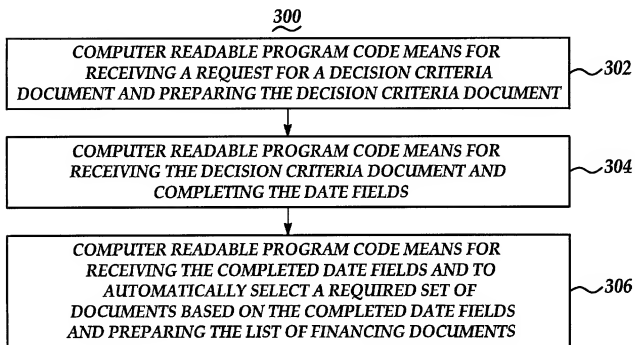 300
COMPUTER READABLE PROGRAM CODE MEANS FOR
RECEIVING A REQUEST FOR A DECISION CRITERIA
DOCUMENT AND PREPARING THE DECISION CRITERIA DOCUMENT
302
COMPUTER READABLE PROGRAM CODE MEANS FOR
RECEIVING THE DECISION CRITERIA DOCUMENT AND
COMPLETING THE DATE FIELDS
304
COMPUTER READABLE PROGRAM CODE MEANS FOR
RECEIVING THE COMPLETED DATE FIELDS AND TO
AUTOMATICALLY SELECT A REQUIRED SET OF
DOCUMENTS BASED ON THE COMPLETED DATE FIELDS
AND PREPARING THE LIST OF FINANCING DOCUMENTS
306